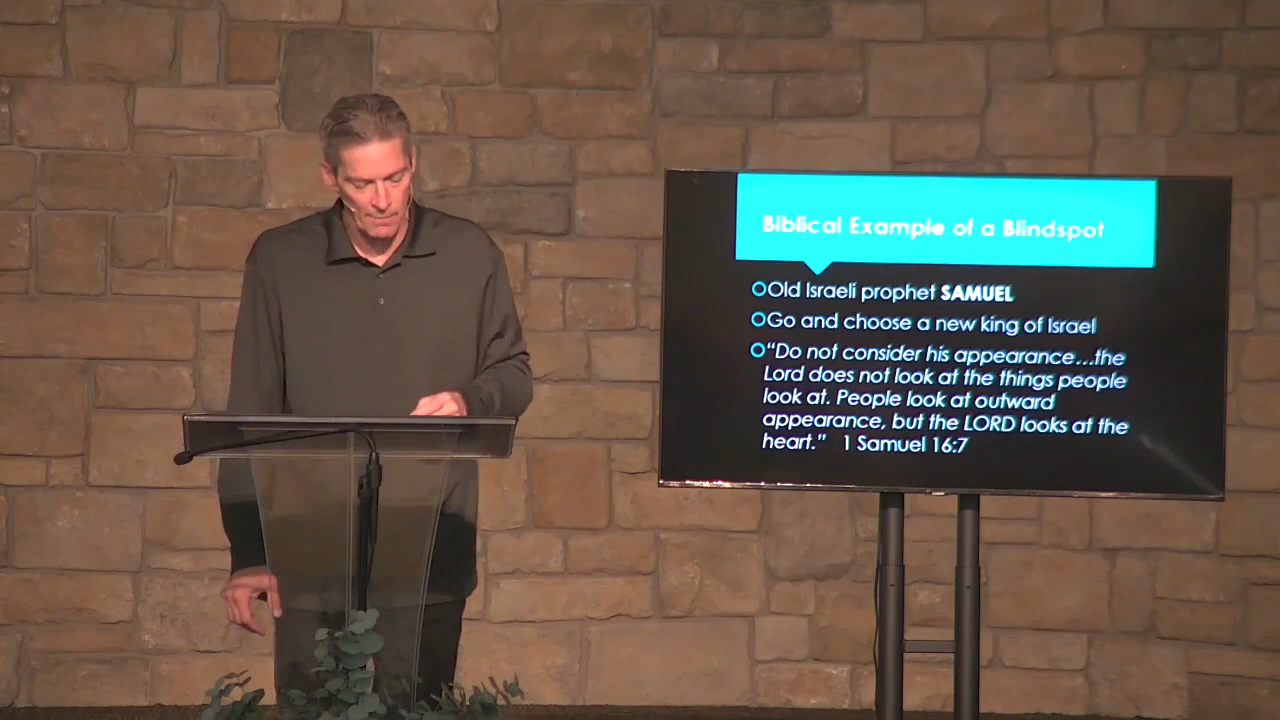 Biblical Example of a Blindspot
Old Israeli prophet SAMUEL
Go and choose a new king of Israel
“Do not consider his appearance...the
Lord does not look at the things people
look at. People look at outward
appearance, but the LORD looks at the
heart.” 1 Samuel 16:7